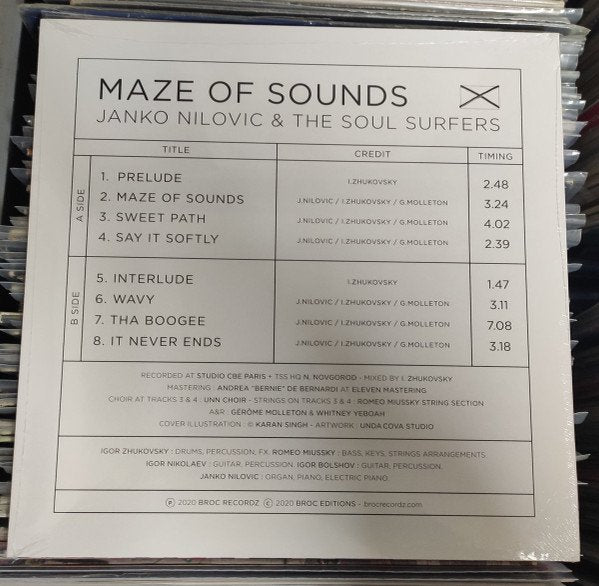 MAZE OF SOUNDS
JANKO NILOVIC & THE SOUL SURFERS
TITLE CREDIT TIMING
A SIDE
1. PRELUDE I.ZHUKOVSKY 2.48
2. MAZE OF SOUNDS J.NILOVIC / I.ZHUKOVSKY / G.MOLLETON 3.24
3. SWEET PATH J.NILOVIC / I.ZHUKOVSKY / G.MOLLETON 4.02
4. SAY IT SOFTLY J.NILOVIC / I.ZHUKOVSKY / G.MOLLETON 2.39
B SIDE
5. INTERLUDE I.ZHUKOVSKY 1.47
6. WAVY J.NILOVIC / I.ZHUKOVSKY / G.MOLLETON 3.11
7. THA BOOGEE J.NILOVIC / I.ZHUKOVSKY / G.MOLLETON 7.08
8. IT NEVER ENDS J.NILOVIC / I.ZHUKOVSKY / G.MOLLETON 3.18
RECORDED AT STUDIO CBE PARIS + TSS HQ N. NOVGOROD - MIXED BY I. ZHUKOVSKY
MASTERING : ANDREA "BERNIE" DE BERNARDI AT ELEVEN MASTERING
CHOIR AT TRACKS 3 & 4 : UNN CHOIR - STRINGS ON TRACKS 3 & 4 : ROMEO MIUSSKY STRING SECTION
A&R : GÉRÔME MOLLETON & WHITNEY YEBOAH
COVER ILLUSTRATION : © KARAN SINGH - ARTWORK : UNDA COVA STUDIO
IGOR ZHUKOVSKY : DRUMS, PERCUSSION, FX. ROMEO MIUSSKY : BASS, KEYS, STRINGS ARRANGEMENTS
IGOR NIKOLAEV : GUITAR, PERCUSSION. IGOR BOLSHOV : GUITAR, PERCUSSION.
JANKO NILOVIC : ORGAN, PIANO, ELECTRIC PIANO.
℗ 2020 BROC RECORDZ © 2020 BROC EDITIONS - brocrecordz.com